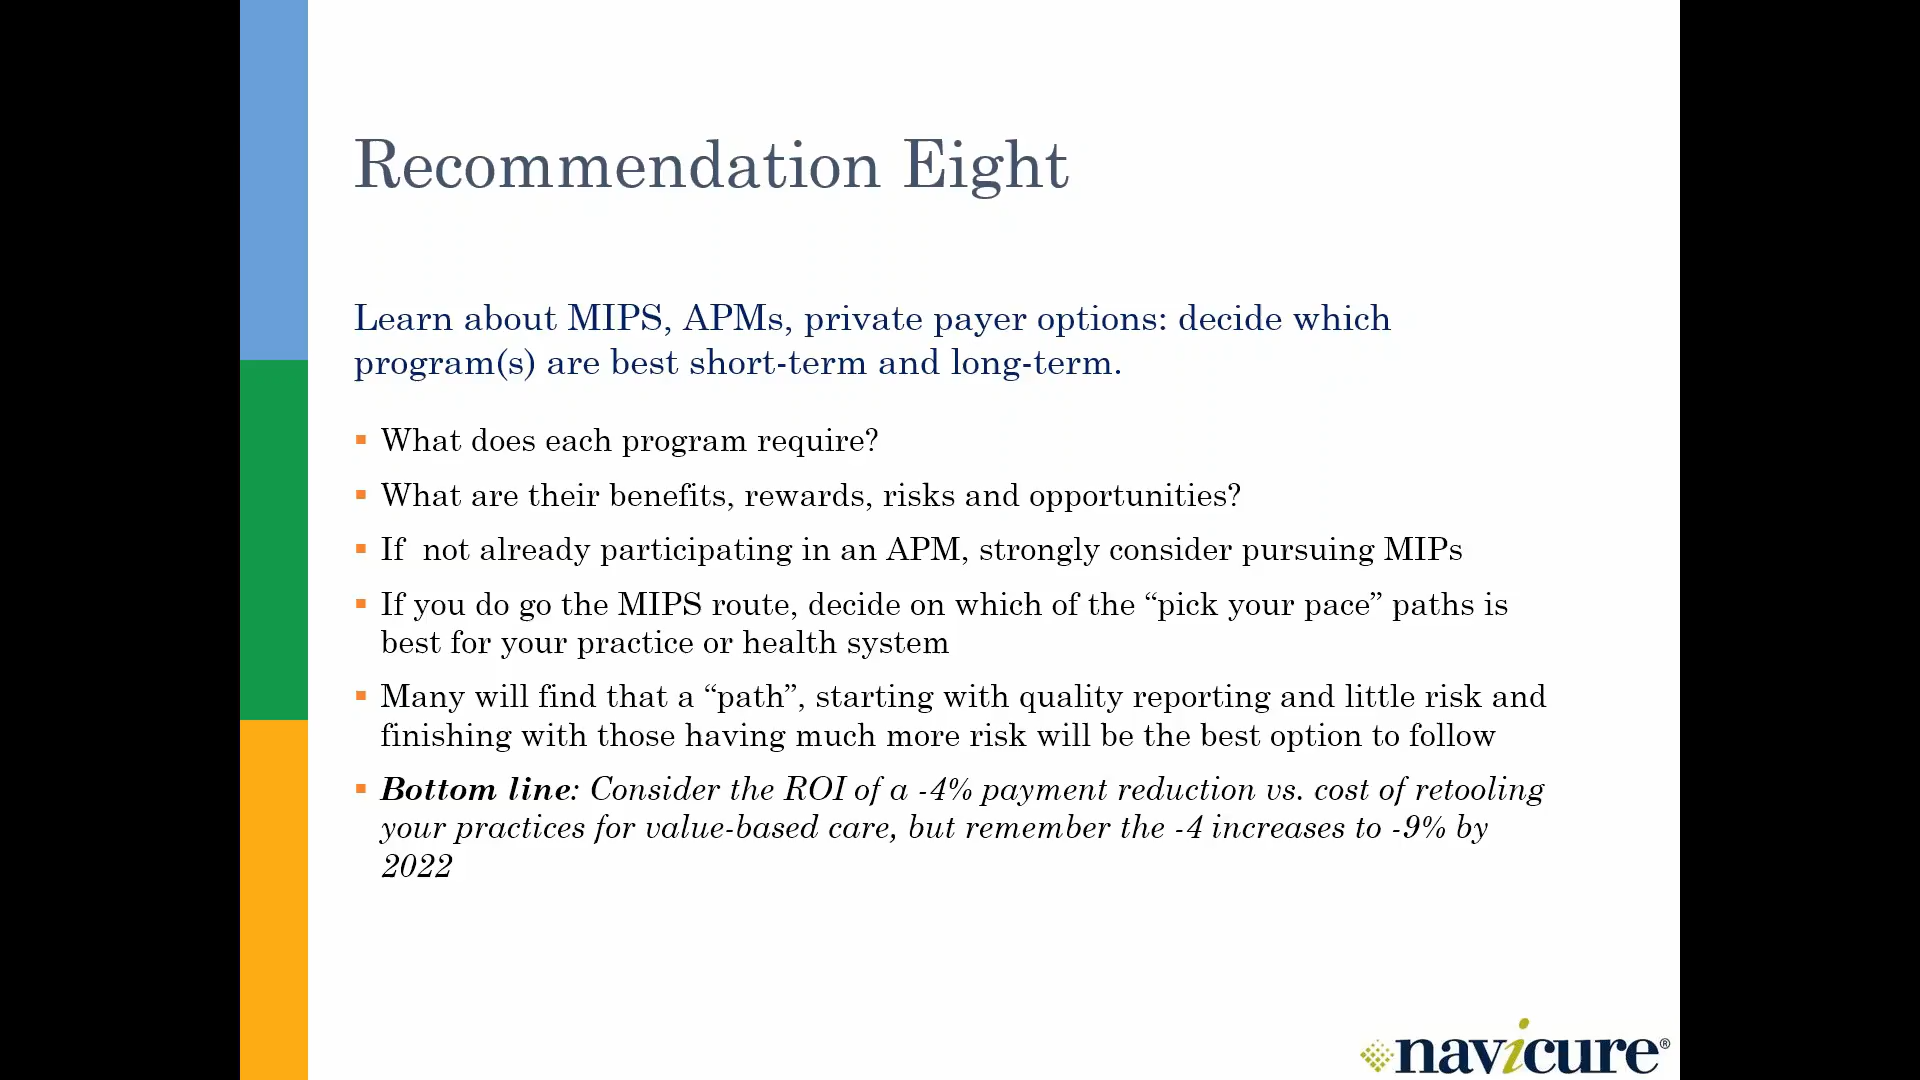 Recommendation Eight
Learn about MIPS, APMs, private payer options: decide which
program(s) are best short-term and long-term.
▪ What does each program require?
▪ What are their benefits, rewards, risks and opportunities?
▪ If  not already participating in an APM, strongly consider pursuing MIPs
▪ If you do go the MIPS route, decide on which of the “pick your pace” paths is
best for your practice or health system
▪ Many will find that a “path”, starting with quality reporting and little risk and
finishing with those having much more risk will be the best option to follow
▪ Bottom line: Consider the ROI of a -4% payment reduction vs. cost of retooling
your practices for value-based care, but remember the -4 increases to -9% by
2022
navicure®